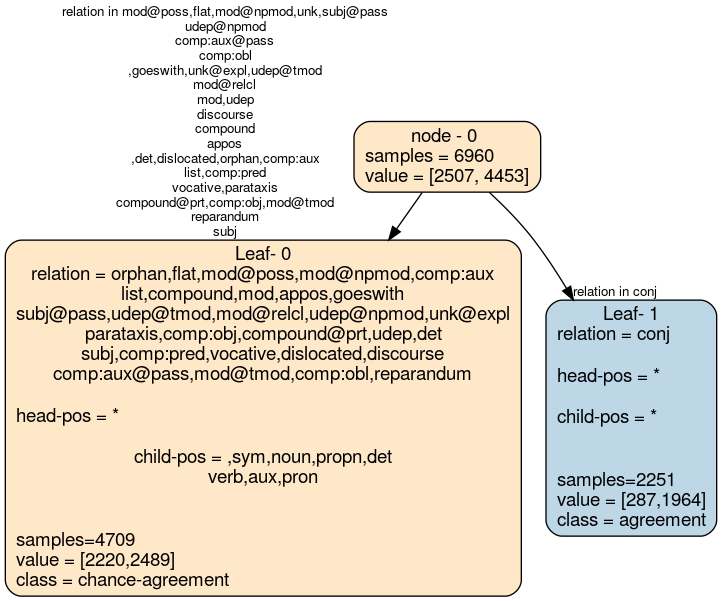 relation in mod@poss,flat,mod@npmod,unk,subj@pass
udep@npmod
comp:aux@pass
comp:obl
,goeswith,unk@expl,udep@tmod
mod@relcl
mod,udep
discourse
compound
appos
,det,dislocated,orphan,comp:aux
list,comp:pred
vocative,parataxis
compound@prt,comp:obj,mod@tmod
reparandum
subj
node - 0
samples = 6960
value = [2507, 4453]
Leaf- 0
relation = orphan,flat,mod@poss,mod@npmod,comp:aux
list,compound,mod,appos,goeswith
subj@pass,udep@tmod,mod@relcl,udep@npmod,unk@expl
parataxis,comp:obj,compound@prt,udep,det
subj,comp:pred,vocative,dislocated,discourse
comp:aux@pass,mod@tmod,comp:obl,reparandum
head-pos = *
child-pos = ,sym,noun,propn,det
verb,aux,pron
samples=4709
value = [2220,2489]
class = chance-agreement
relation in conj
Leaf- 1
relation = conj
head-pos = *
child-pos = *
samples=2251
value = [287,1964]
class = agreement